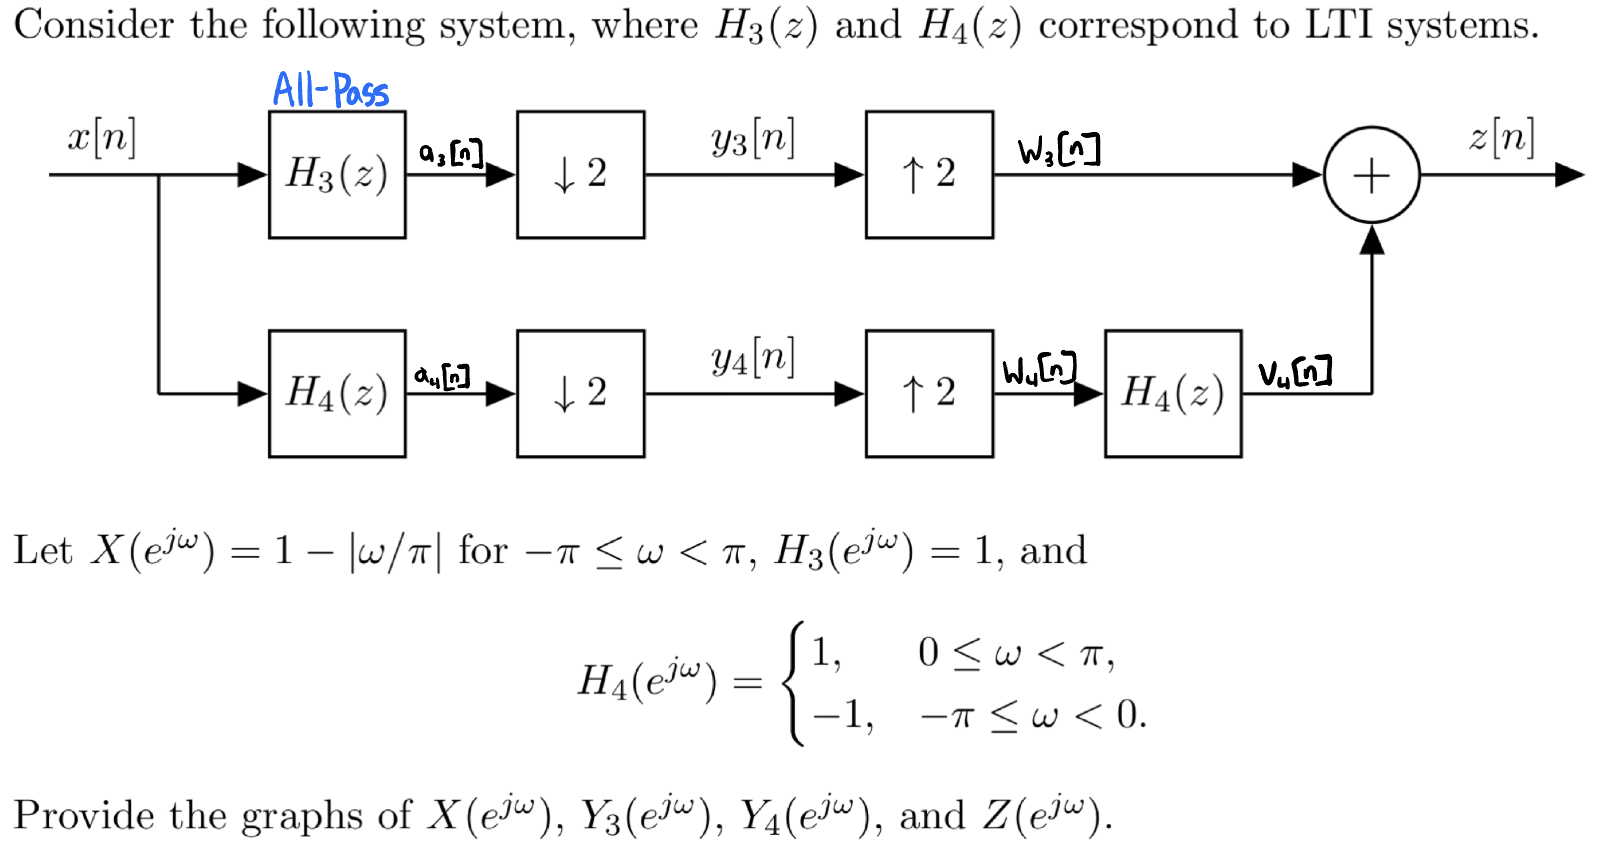 Consider the following system, where H₃(z) and H₄(z) correspond to LTI systems.
All-Pass
x[n] H₃(z) a₃[n] ↓ 2 y₃[n] ↑ 2 W₃[n] + z[n]
H₄(z) a₄[n] ↓ 2 y₄[n] ↑ 2 W₄[n] H₄(z) V₄[n]
Let X(e^{jω}) = 1 − |ω/π| for −π ≤ ω < π, H₃(e^{jω}) = 1, and
H₄(e^{jω}) = { 1, 0 ≤ ω < π,
−1, −π ≤ ω < 0.
Provide the graphs of X(e^{jω}), Y₃(e^{jω}), Y₄(e^{jω}), and Z(e^{jω}).